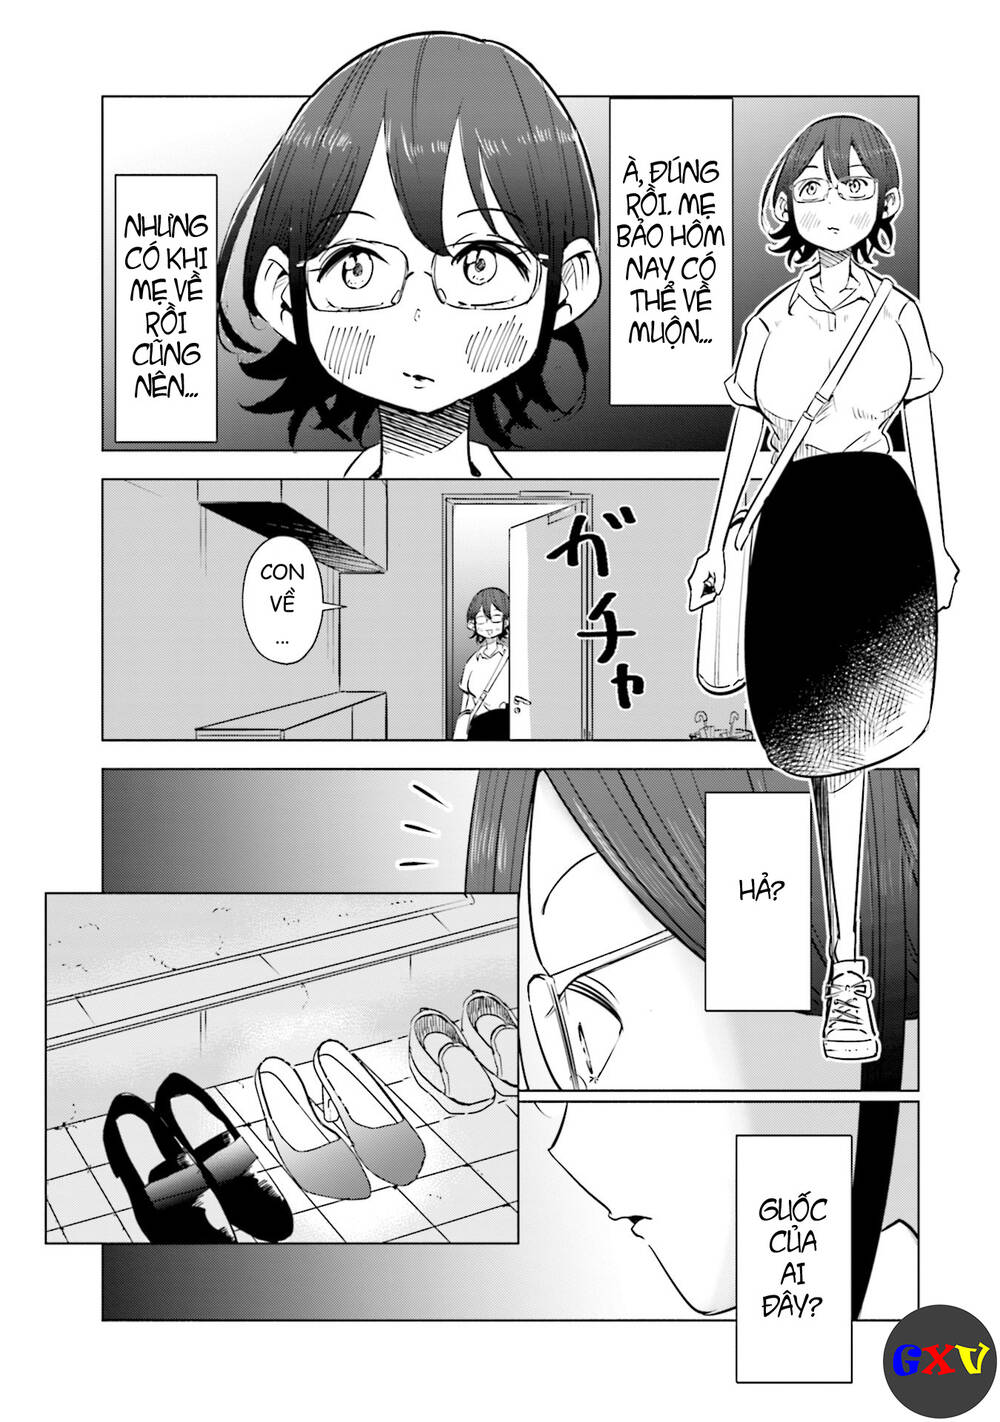 À, ĐÚNG
RỒI. MẸ
BẢO HÔM
NAY CÓ
THỂ VỀ
MUỘN...
NHƯNG
CÓ KHI
MẸ VỀ
RỒI
CŨNG
NÊN...
ガチャ
CON
VỀ
...
HẢ?
GUỐC
CỦA
AI
ĐÂY?
GXV